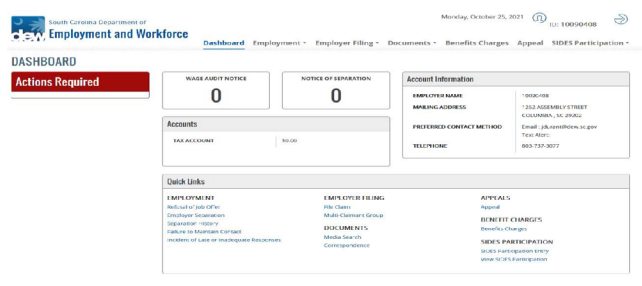 South Carolina Department of
Employment and Workforce
dew
Monday, October 25, 2021
ID: 10090408
Dashboard Employment Employer Filing Documents Benefits Charges Appeal SIDES Participation
DASHBOARD
Actions Required
WAGE AUDIT NOTICE
0
NOTICE OF SEPARATION
0
Accounts
TAX ACCOUNT $0.00
Account Information
EMPLOYER NAME 10090408
MAILING ADDRESS 1252 ASSEMBLY STREET
COLUMBIA , SC 29202
PREFERRED CONTACT METHOD Email :
Text Alert:
TELEPHONE 803-737-3077
Quick Links
EMPLOYMENT
Refusal of Job Offer
Employer Separation
Separation History
Failure to Maintain Contact
Incident of Late or Inadequate Responses
EMPLOYER FILING
File Claim
Multi-Claimant Group
DOCUMENTS
Media Search
Correspondence
APPEALS
Appeal
BENEFIT CHARGES
Benefits Charges
SIDES PARTICIPATION
SIDES Participation Entry
View SIDES Participation